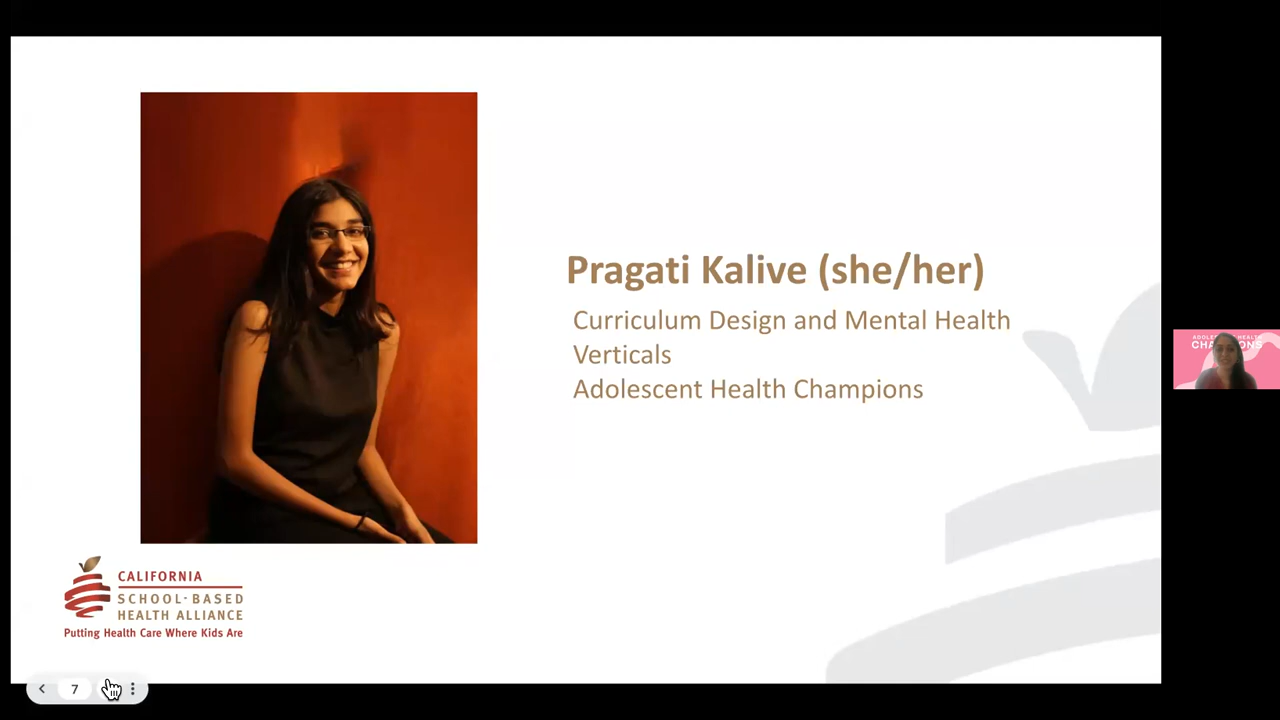 Pragati Kalive (she/her)
Curriculum Design and Mental Health
Verticals
Adolescent Health Champions
CALIFORNIA
SCHOOL-BASED
HEALTH ALLIANCE
Putting Health Care Where Kids Are
7